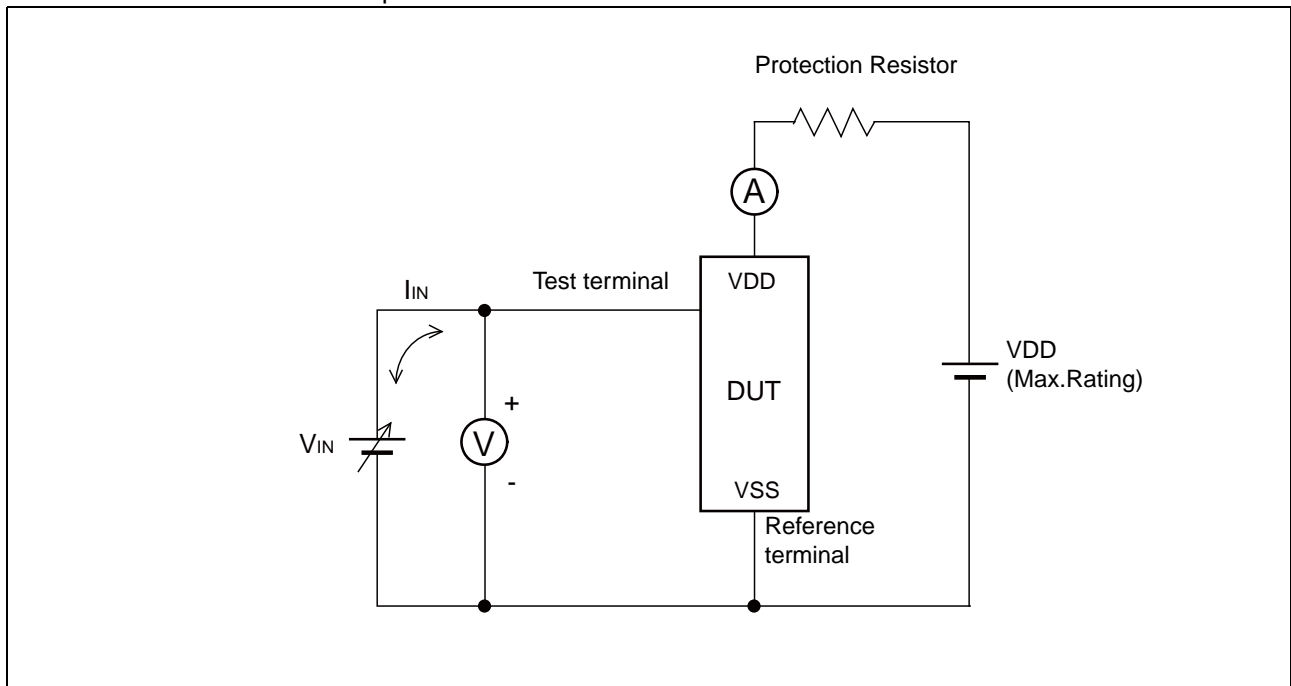 Protection Resistor
A
Test terminal
VDD
IIN
VDD
(Max.Rating)
DUT
+
VIN
V
-
VSS
Reference
terminal